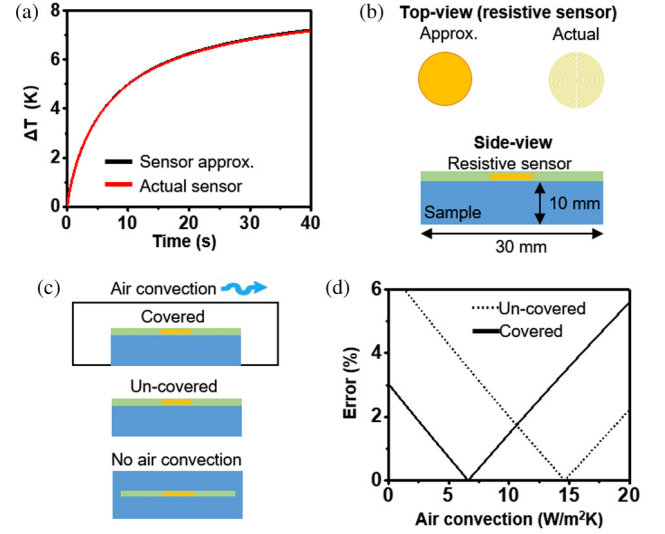 (a)
8
6
4
2
0
ΔT (K)
Sensor approx.
Actual sensor
0 10 20 30 40
Time (s)
(b)
Top-view (resistive sensor)
Approx. Actual
Side-view
Resistive sensor
Sample
10 mm
30 mm
(c)
Air convection
Covered
Un-covered
No air convection
(d)
6
4
2
0
Error (%)
Un-covered
Covered
0 5 10 15 20
Air convection (W/m²K)